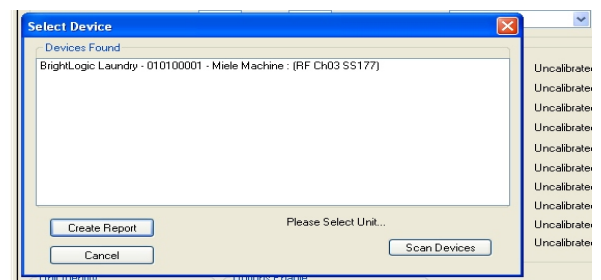 Select Device
Devices Found
BrightLogic Laundry - 010100001 - Miele Machine : (RF Ch03 SS177)
Create Report
Please Select Unit...
Cancel
Scan Devices
Uncalibrated
Uncalibrated
Uncalibrated
Uncalibrated
Uncalibrated
Uncalibrated
Uncalibrated
Uncalibrated
Uncalibrated
Uncalibrated